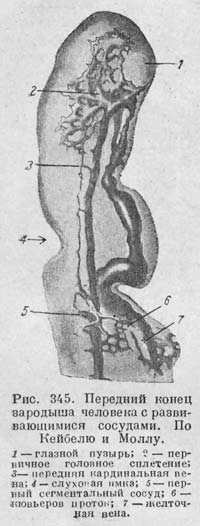 1
2
3
4
5
6
7
Рис. 345. Передний конец
зародыша человека с разви-
вающимися сосудами. По
Кейбелю и Моллу.
1 — глазной пузырь; 2 — пер-
вичное головное сплетение;
3 — передняя кардинальная ве-
на; 4 — слуховая ямка; 5 — пер-
вый сегментальный сосуд; 6 —
кювьеров проток; 7 — желточ-
ная вена.